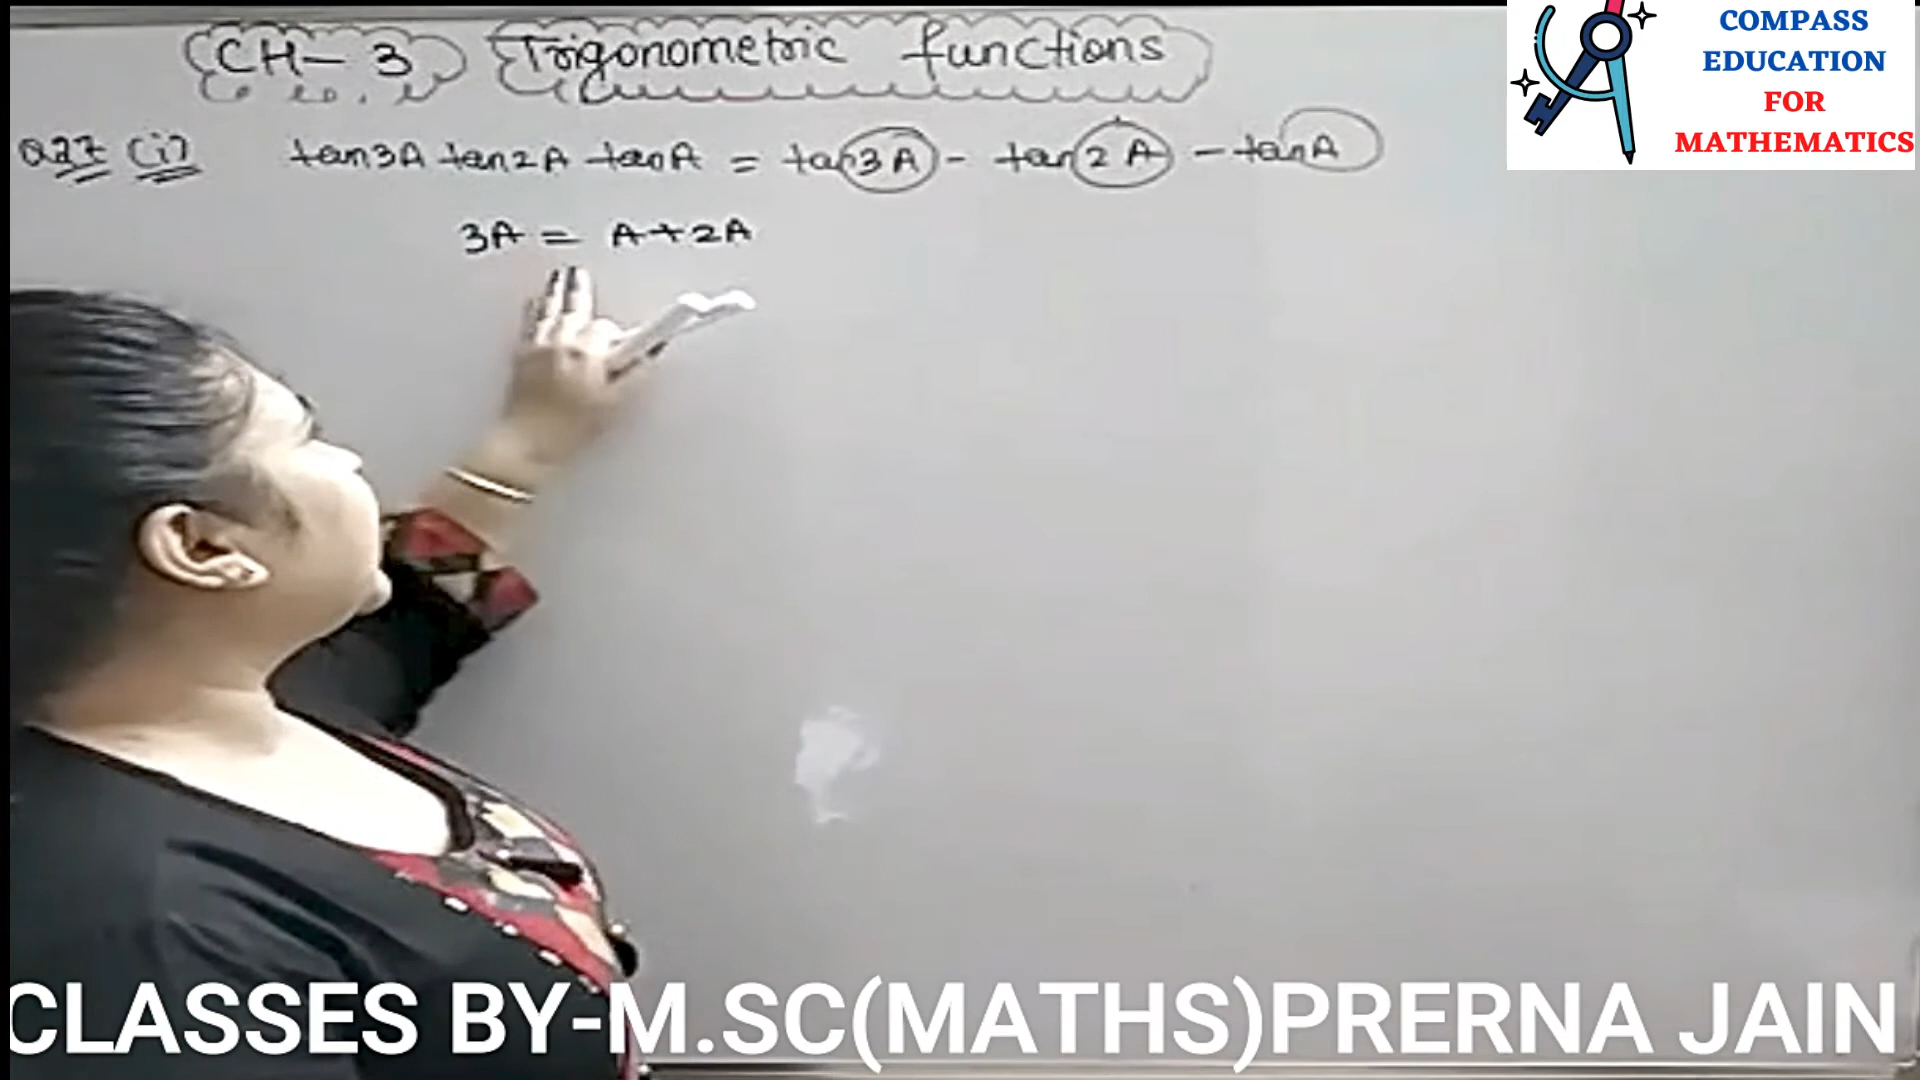 CH-3 Trigonometric functions
Q27 (i) tan3A tan2A tanA = tan3A - tan2A - tanA
3A = A+2A
COMPASS
EDUCATION
FOR
MATHEMATICS
CLASSES BY-M.SC(MATHS)PRERNA JAIN